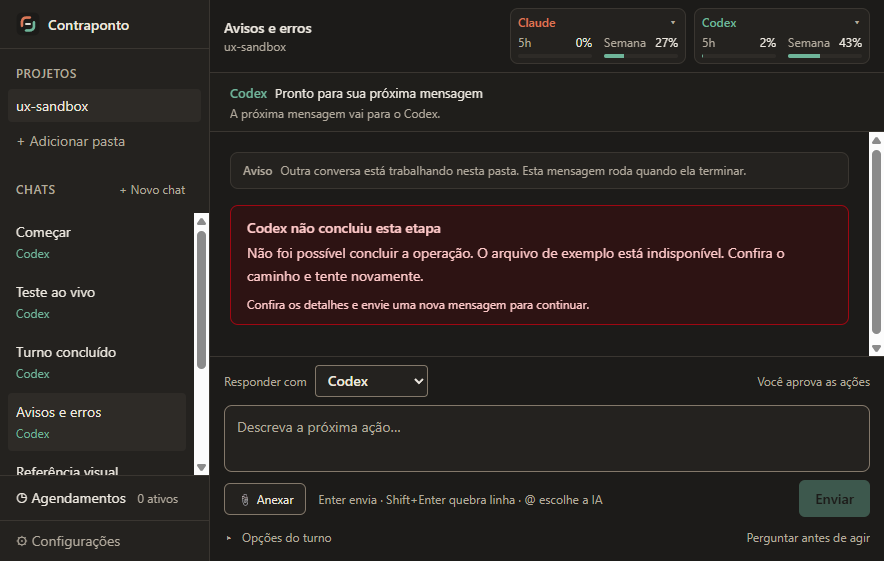 Contraponto
PROJETOS
ux-sandbox
+ Adicionar pasta
CHATS + Novo chat
Começar
Codex
Teste ao vivo
Codex
Turno concluído
Codex
Avisos e erros
Codex
Referência visual
Agendamentos 0 ativos
Configurações
Avisos e erros
ux-sandbox
Claude
5h 0% Semana 27%
Codex
5h 2% Semana 43%
Codex Pronto para sua próxima mensagem
A próxima mensagem vai para o Codex.
Aviso Outra conversa está trabalhando nesta pasta. Esta mensagem roda quando ela terminar.
Codex não concluiu esta etapa
Não foi possível concluir a operação. O arquivo de exemplo está indisponível. Confira o
caminho e tente novamente.
Confira os detalhes e envie uma nova mensagem para continuar.
Responder com Codex Você aprova as ações
Descreva a próxima ação...
Anexar Enter envia · Shift+Enter quebra linha · @ escolhe a IA Enviar
Opções do turno Perguntar antes de agir